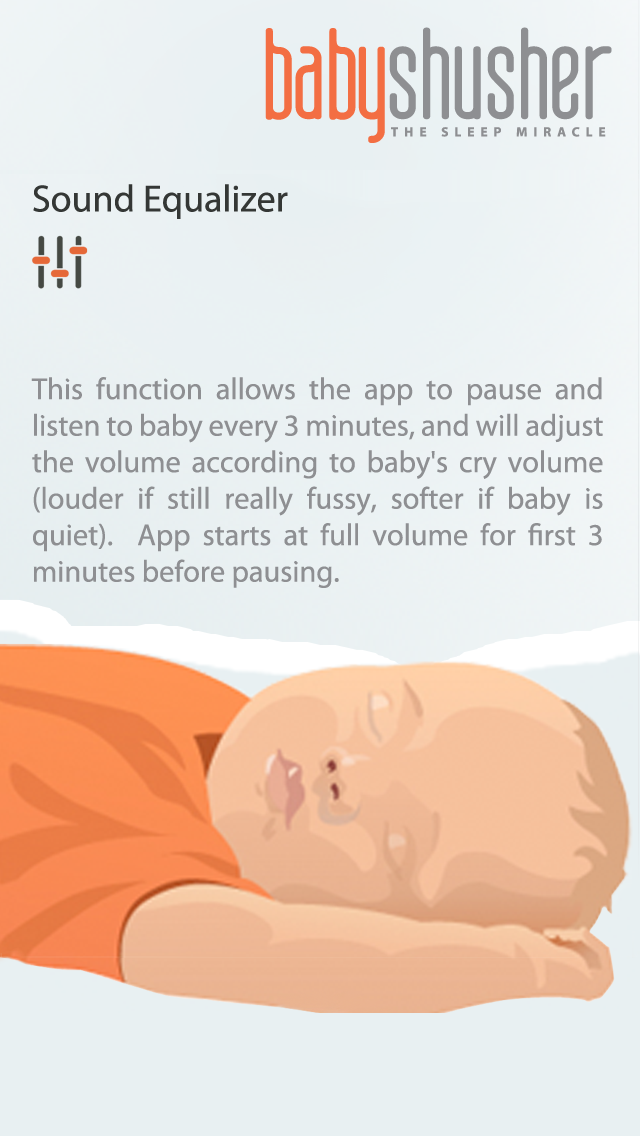 babyshusher
THE SLEEP MIRACLE
Sound Equalizer
This function allows the app to pause and
listen to baby every 3 minutes, and will adjust
the volume according to baby's cry volume
(louder if still really fussy, softer if baby is
quiet).  App starts at full volume for first 3
minutes before pausing.